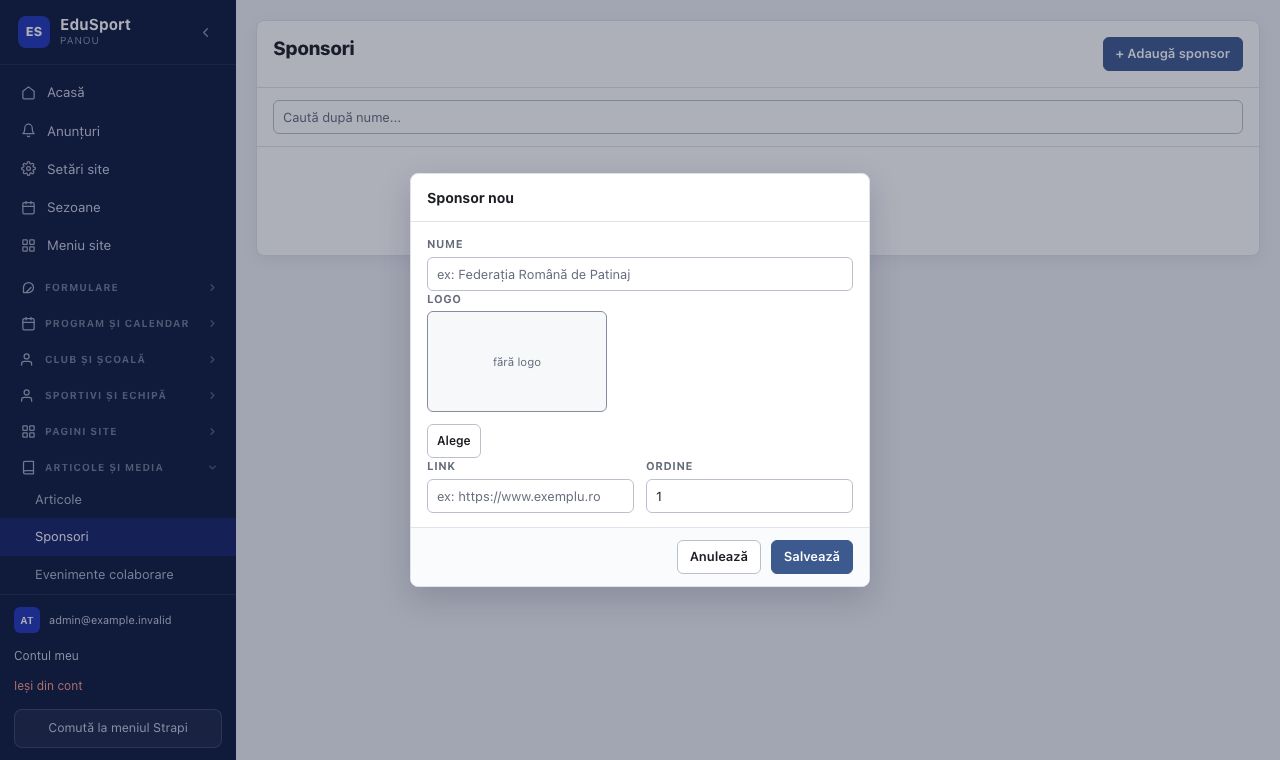 ES
EduSport
PANOU
Acasă
Anunțuri
Setări site
Sezoane
Meniu site
FORMULARE
PROGRAM ȘI CALENDAR
CLUB ȘI ȘCOALĂ
SPORTIVI ȘI ECHIPĂ
PAGINI SITE
ARTICOLE ȘI MEDIA
Articole
Sponsori
Evenimente colaborare
AT admin@example.invalid
Contul meu
Ieși din cont
Comută la meniul Strapi
Sponsori
+ Adaugă sponsor
Caută după nume...
Sponsor nou
NUME
ex: Federația Română de Patinaj
LOGO
fără logo
Alege
LINK ORDINE
ex: https://www.exemplu.ro 1
Anulează Salvează